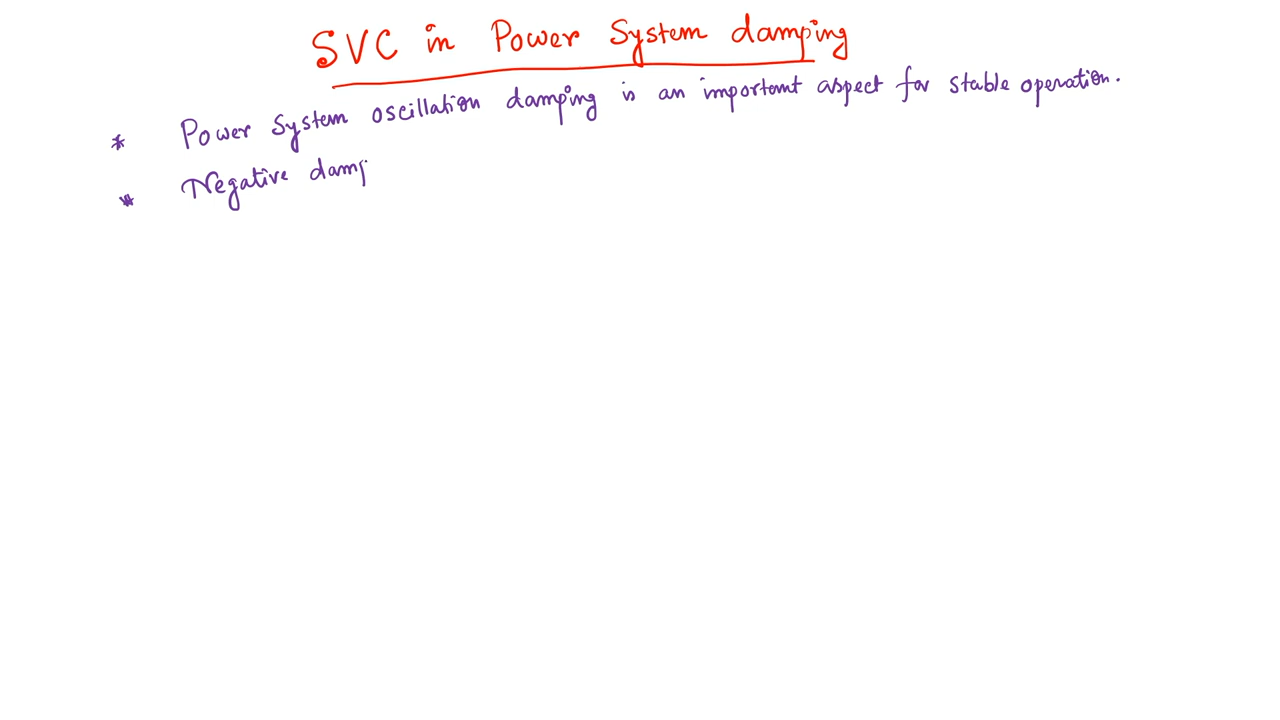 SVC in Power System damping
* Power System oscillation damping is an important aspect for stable operation.
* Negative damp